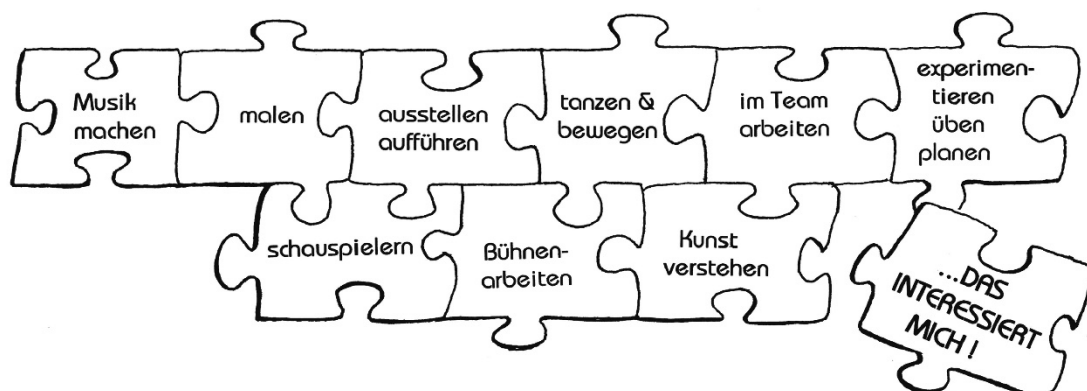 Musik
machen
malen
ausstellen
aufführen
tanzen &
bewegen
im Team
arbeiten
experimen-
tieren
üben
planen
schauspielern
Bühnen-
arbeiten
Kunst
verstehen
...DAS
INTERESSIERT
MICH !